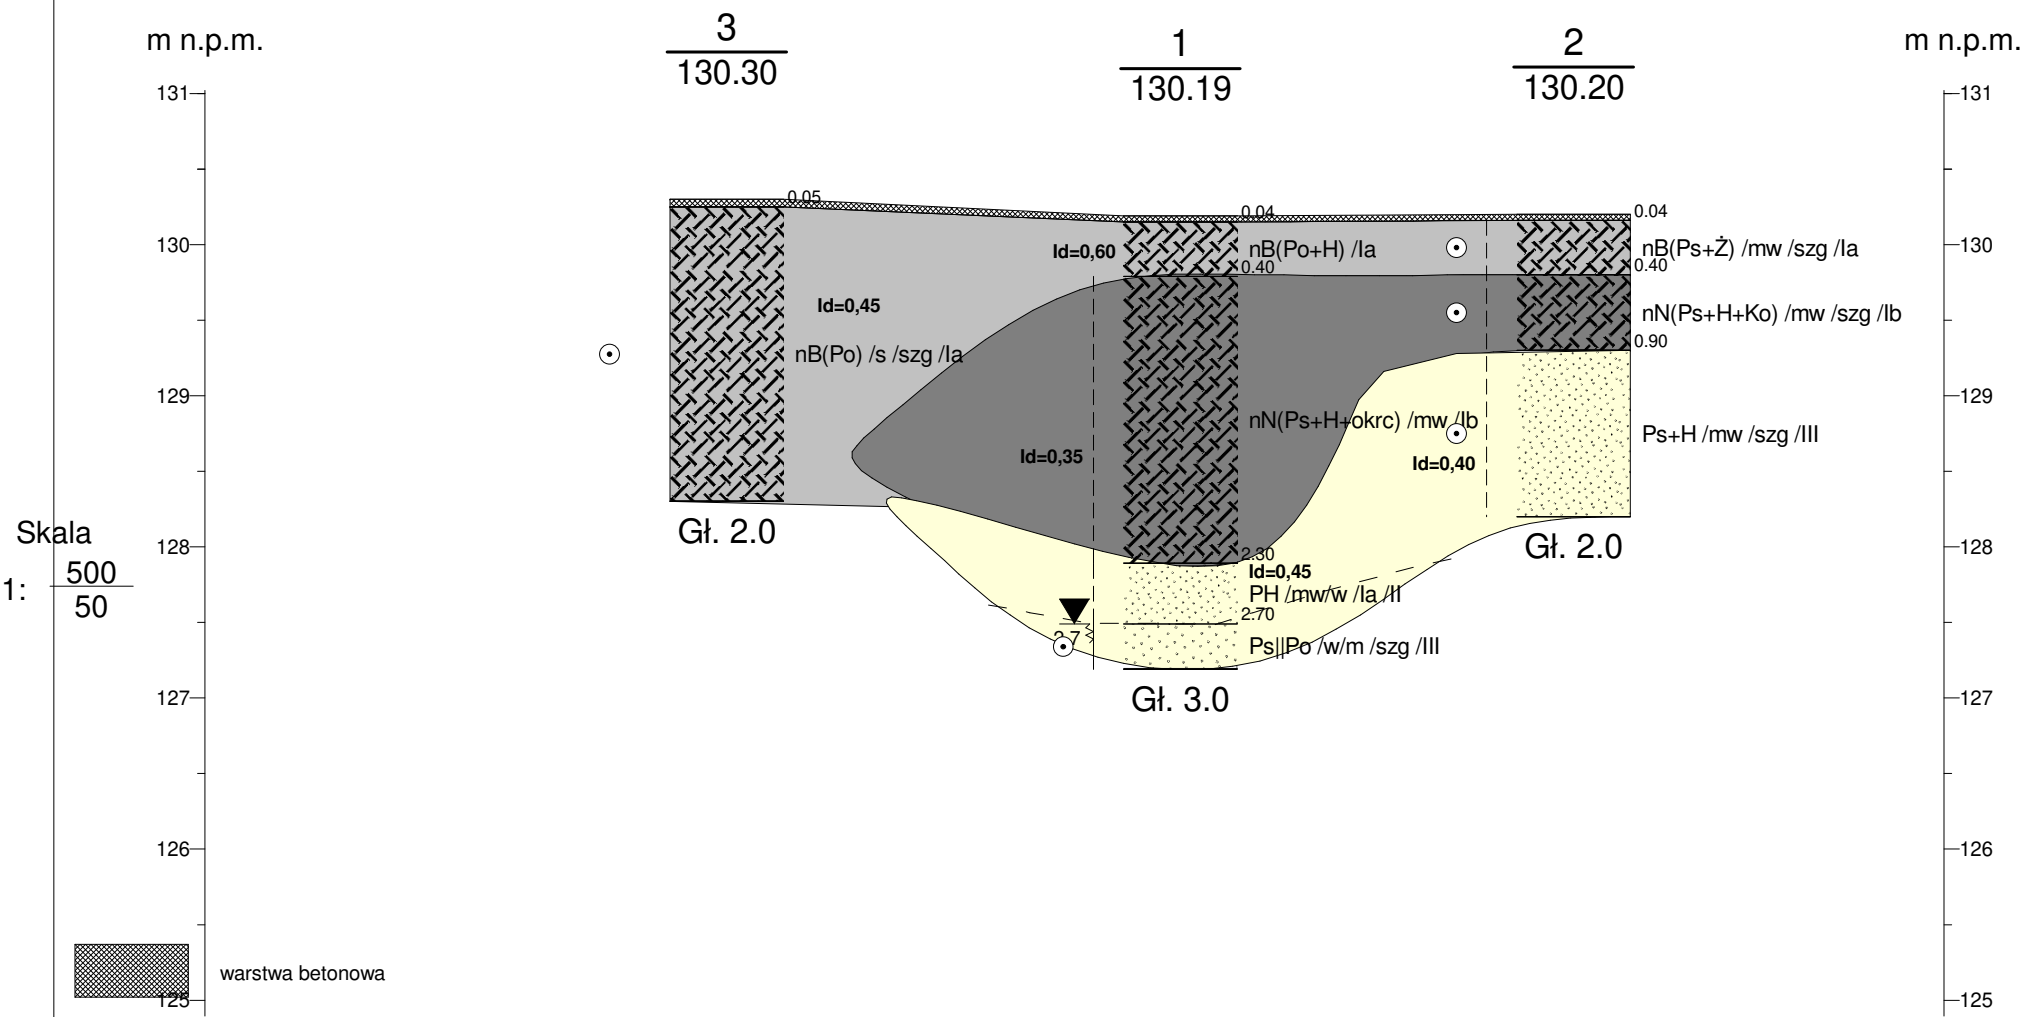 m n.p.m.
3
130.30
1
130.19
2
130.20
m n.p.m.
131
131
0.05
0.04
0.04
130
Id=0,60
nB(Po+H) /Ia
nB(Ps+Ż) /mw /szg /Ia
130
0.40
0.40
Id=0,45
nN(Ps+H+Ko) /mw /szg /Ib
0.90
nB(Po) /s /szg /Ia
129
129
nN(Ps+H+okrc) /mw /Ib
Ps+H /mw /szg /III
Id=0,35
Id=0,40
Gł. 2.0
Skala
1:
500
50
128
Gł. 2.0
128
2.30
Id=0,45
PH /mw/w /Ia /II
2.70
2.7
Ps||Po /w/m /szg /III
127
Gł. 3.0
127
126
126
warstwa betonowa
125
125